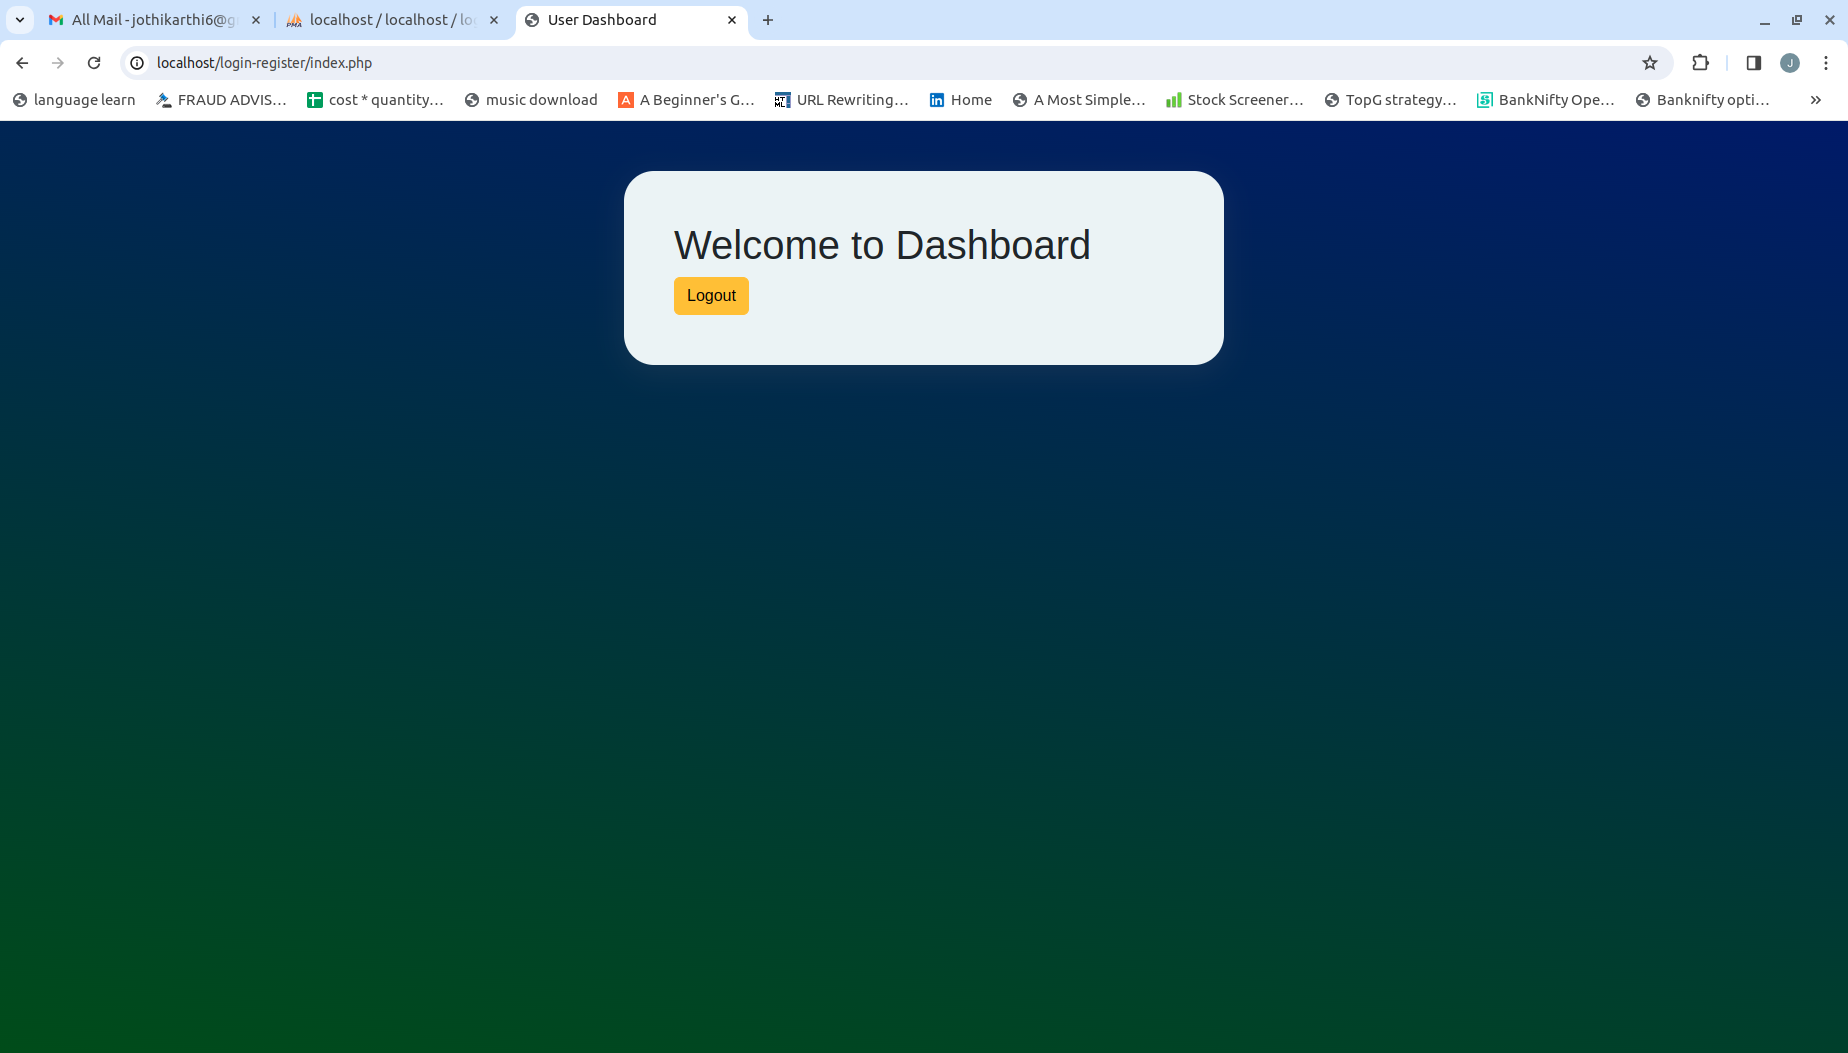 All Mail - jothikarthi6@g
localhost / localhost / lo
User Dashboard
localhost/login-register/index.php
J
language learn
FRAUD ADVIS...
cost * quantity...
music download
A Beginner's G...
URL Rewriting...
Home
A Most Simple...
Stock Screener...
TopG strategy...
BankNifty Ope...
Banknifty opti...
Welcome to Dashboard
Logout